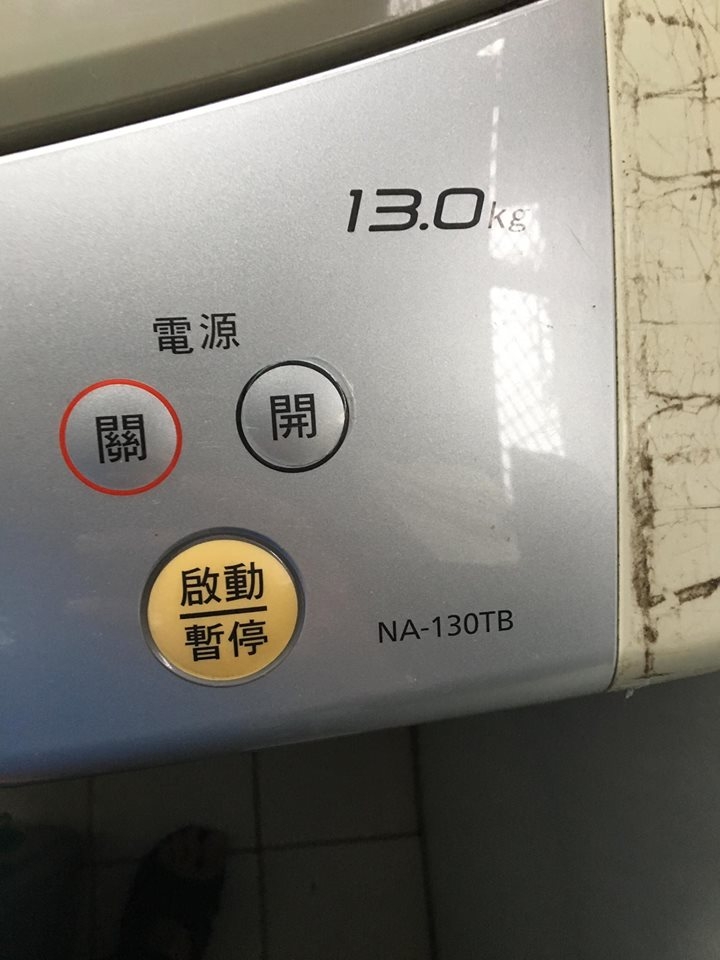 13.0kg
電源
關 開
啟動
暫停
NA-130TB